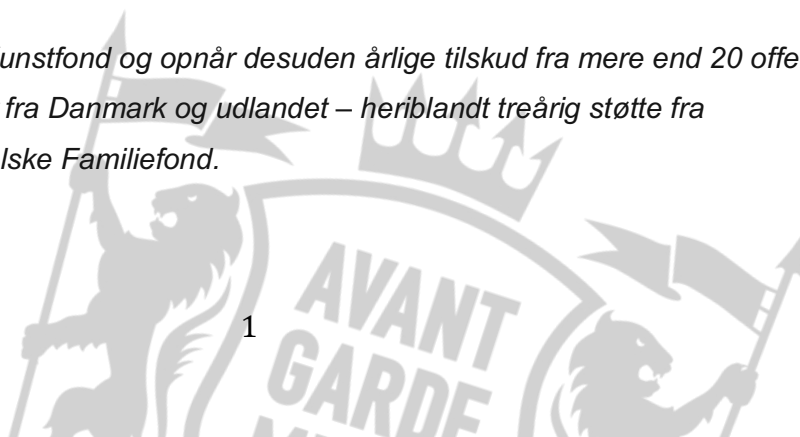 unstfond og opnår desuden årlige tilskud fra mere end 20 offe
fra Danmark og udlandet – heriblandt treårig støtte fra
lske Familiefond.
1
AVANT
GARDE